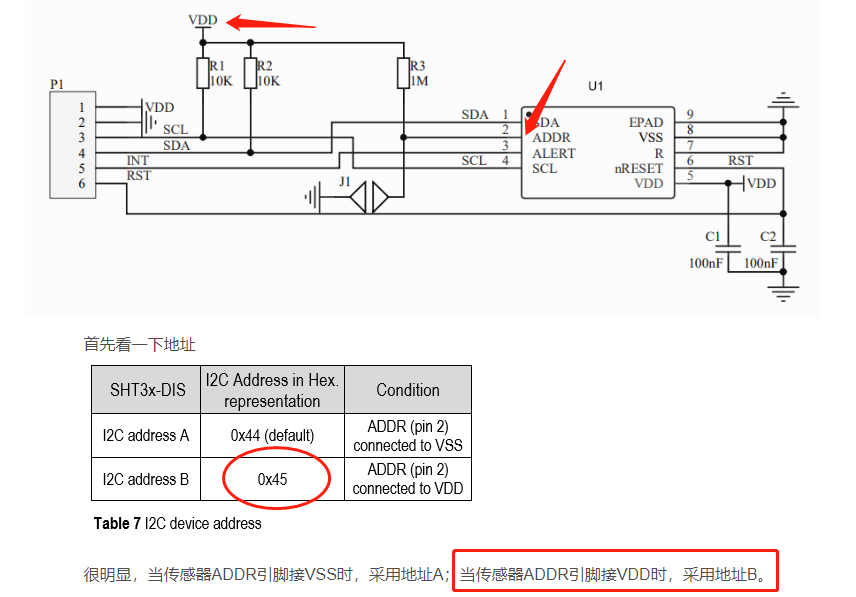 VDD
R1
10K
R2
10K
R3
1M
U1
P1
1
2
3
4
5
6
VDD
SCL
SDA
INT
RST
J1
SDA
SCL
1
2
3
4
SDA
ADDR
ALERT
SCL
EPAD
VSS
R
nRESET
VDD
9
8
7
6
5
RST
VDD
C1
100nF
C2
100nF
首先看一下地址
SHT3x-DIS I2C Address in Hex. representation Condition
I2C address A 0x44 (default) ADDR (pin 2) connected to VSS
I2C address B 0x45 ADDR (pin 2) connected to VDD
Table 7 I2C device address
很明显，当传感器ADDR引脚接VSS时，采用地址A；当传感器ADDR引脚接VDD时，采用地址B。